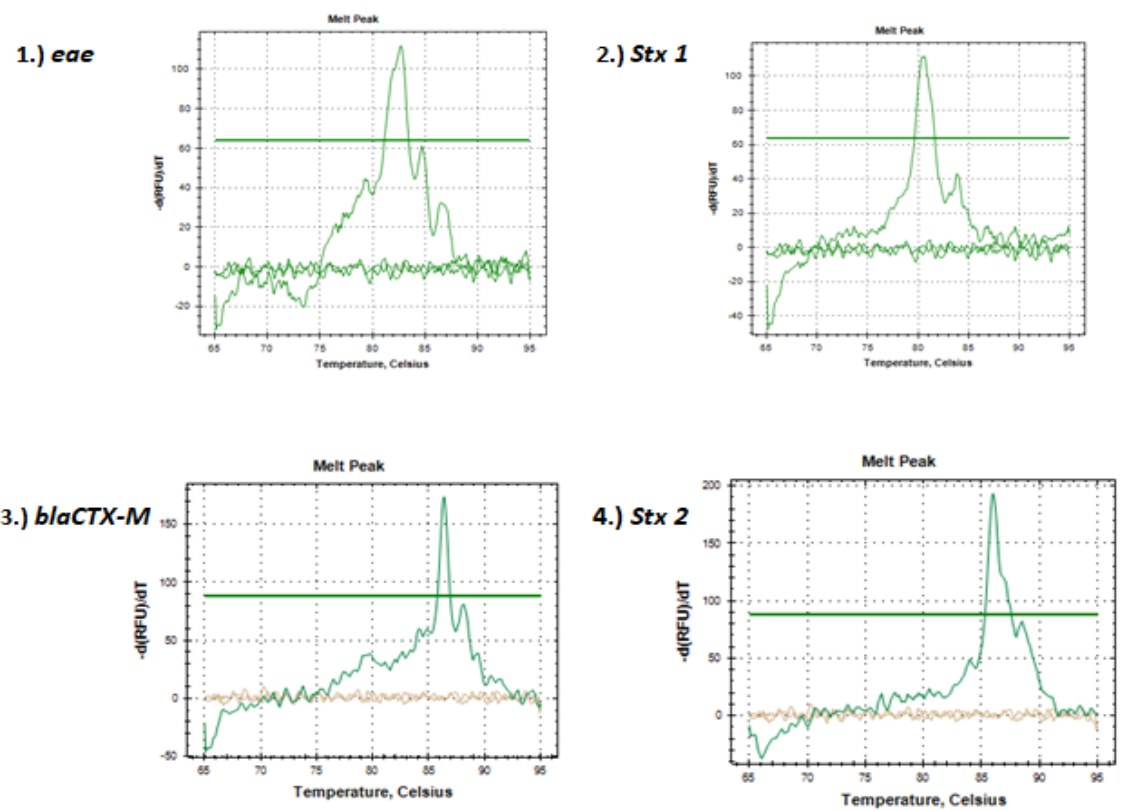 1.) eae
Melt Peak
-d(RFU)/dT
100
80
60
40
20
0
-20
65 70 75 80 85 90 95
Temperature, Celsius
2.) Stx 1
Melt Peak
-d(RFU)/dT
100
80
60
40
20
0
-20
-40
65 70 75 80 85 90 95
Temperature, Celsius
3.) blaCTX-M
Melt Peak
-d(RFU)/dT
150
100
50
0
-50
65 70 75 80 85 90 95
Temperature, Celsius
4.) Stx 2
Melt Peak
-d(RFU)/dT
200
150
100
50
0
65 70 75 80 85 90 95
Temperature, Celsius